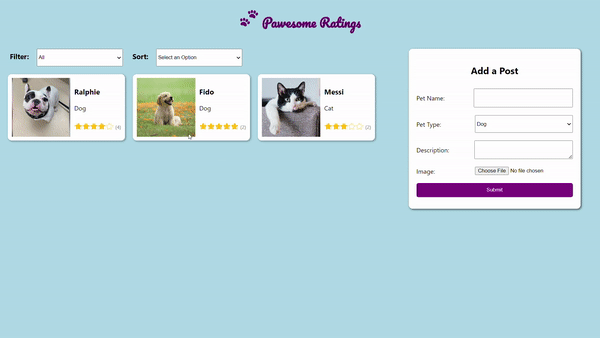 Pawesome Ratings
Filter: All Sort: Select an Option
Ralphie
Dog
(4)
Fido
Dog
(2)
Messi
Cat
(2)
Add a Post
Pet Name:
Pet Type: Dog
Description:
Image: Choose File No file chosen
Submit